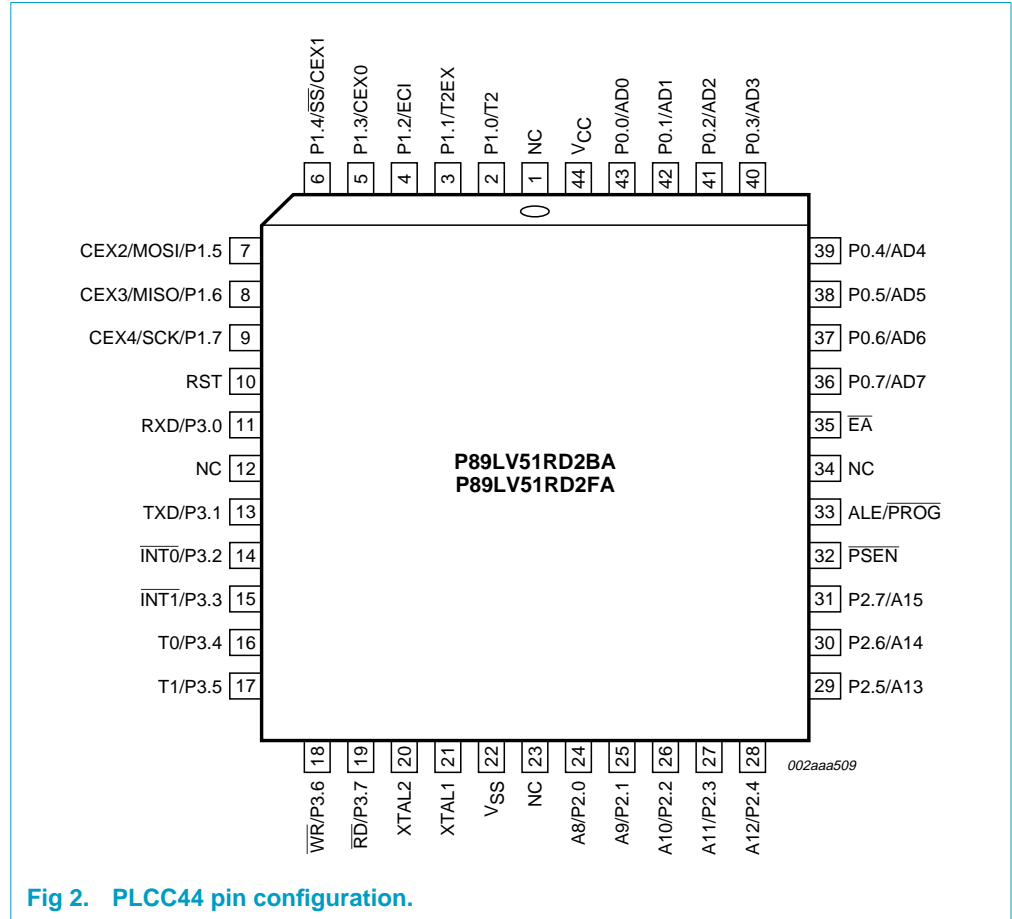 P1.4/S̅S̅/CEX1
P1.3/CEX0
P1.2/ECI
P1.1/T2EX
P1.0/T2
NC
VCC
P0.0/AD0
P0.1/AD1
P0.2/AD2
P0.3/AD3
6
5
4
3
2
1
44
43
42
41
40
CEX2/MOSI/P1.5 7
CEX3/MISO/P1.6 8
CEX4/SCK/P1.7 9
RST 10
RXD/P3.0 11
NC 12
TXD/P3.1 13
I̅N̅T̅0̅/P3.2 14
I̅N̅T̅1̅/P3.3 15
T0/P3.4 16
T1/P3.5 17
P89LV51RD2BA
P89LV51RD2FA
39 P0.4/AD4
38 P0.5/AD5
37 P0.6/AD6
36 P0.7/AD7
35 E̅A̅
34 NC
33 ALE/P̅R̅O̅G̅
32 P̅S̅E̅N̅
31 P2.7/A15
30 P2.6/A14
29 P2.5/A13
18
19
20
21
22
23
24
25
26
27
28
W̅R̅/P3.6
R̅D̅/P3.7
XTAL2
XTAL1
VSS
NC
A8/P2.0
A9/P2.1
A10/P2.2
A11/P2.3
A12/P2.4
002aaa509
Fig 2. PLCC44 pin configuration.